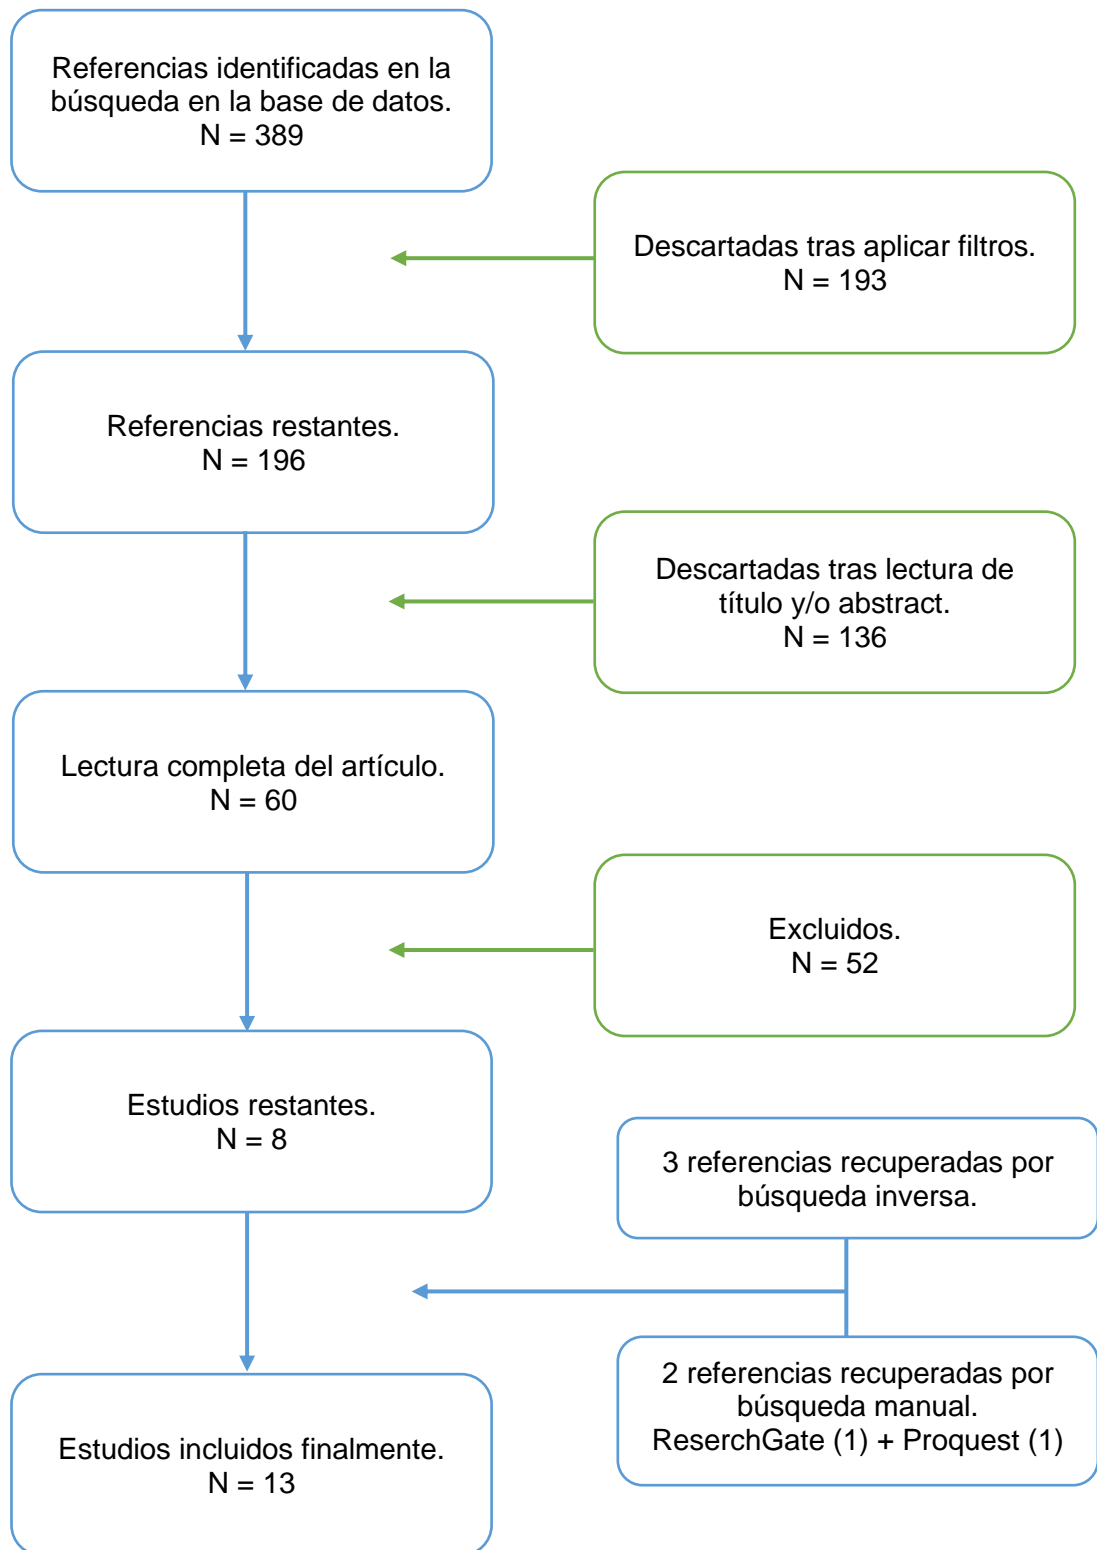 Referencias identificadas en la
búsqueda en la base de datos.
N = 389
Descartadas tras aplicar filtros.
N = 193
Referencias restantes.
N = 196
Descartadas tras lectura de
título y/o abstract.
N = 136
Lectura completa del artículo.
N = 60
Excluidos.
N = 52
Estudios restantes.
N = 8
3 referencias recuperadas por
búsqueda inversa.
2 referencias recuperadas por
búsqueda manual.
ReserchGate (1) + Proquest (1)
Estudios incluidos finalmente.
N = 13